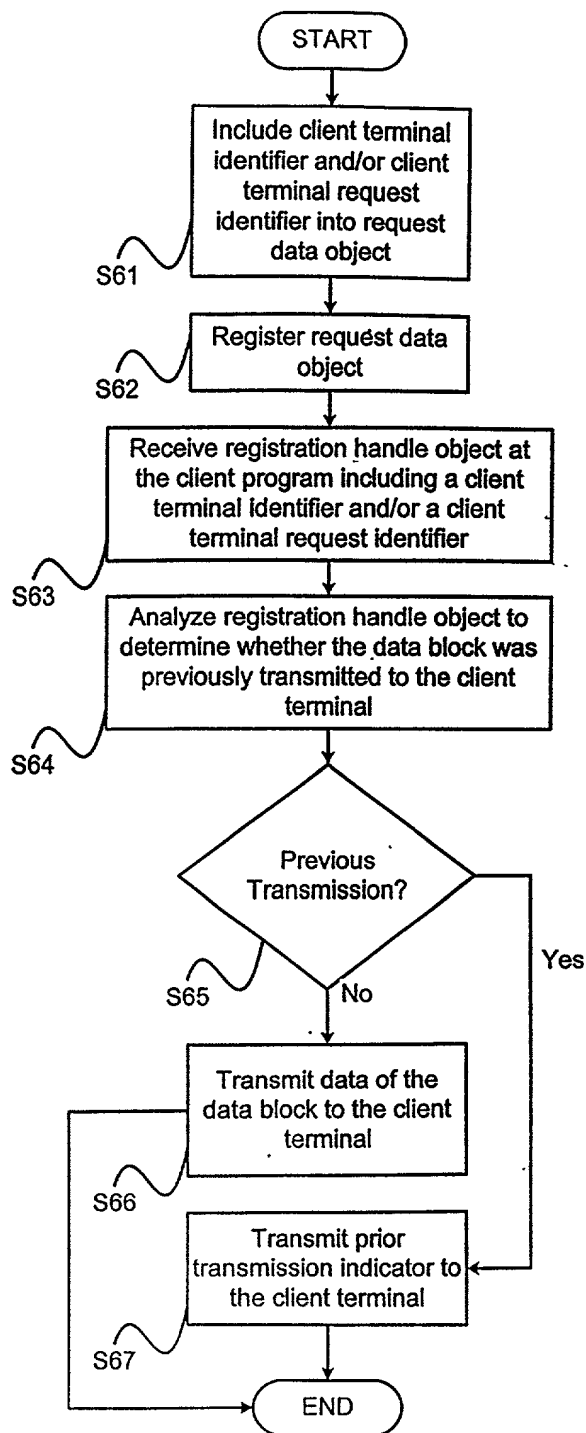 START
Include client terminal
identifier and/or client
terminal request
identifier into request
data object
S61
Register request data
object
S62
Receive registration handle object at
the client program including a client
terminal identifier and/or a client
terminal request identifier
S63
Analyze registration handle object to
determine whether the data block was
previously transmitted to the client
terminal
S64
Previous
Transmission?
Yes
S65
No
Transmit data of the
data block to the client
terminal
S66
Transmit prior
transmission indicator to
the client terminal
S67
END